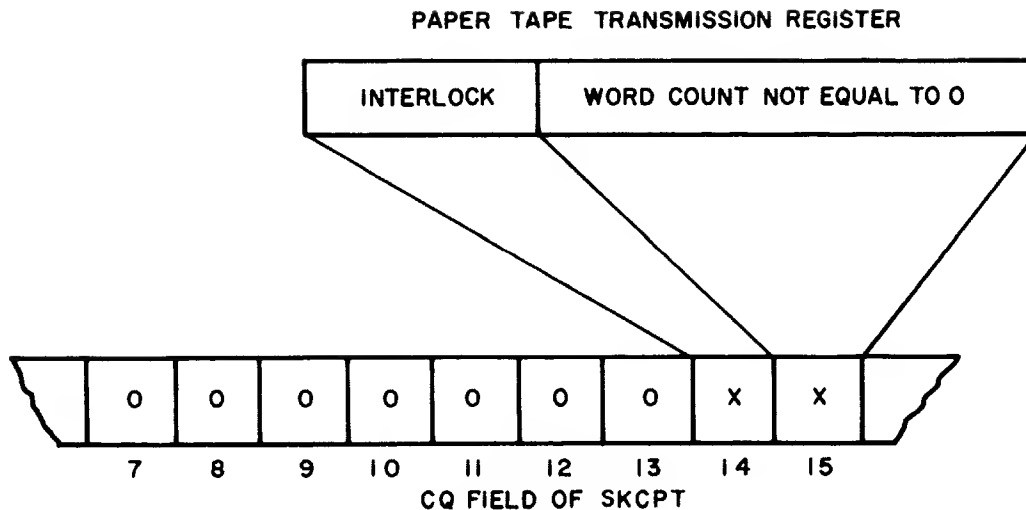 PAPER TAPE TRANSMISSION REGISTER
INTERLOCK WORD COUNT NOT EQUAL TO 0
0 0 0 0 0 0 0 X X
7 8 9 10 11 12 13 14 15
CQ FIELD OF SKCPT